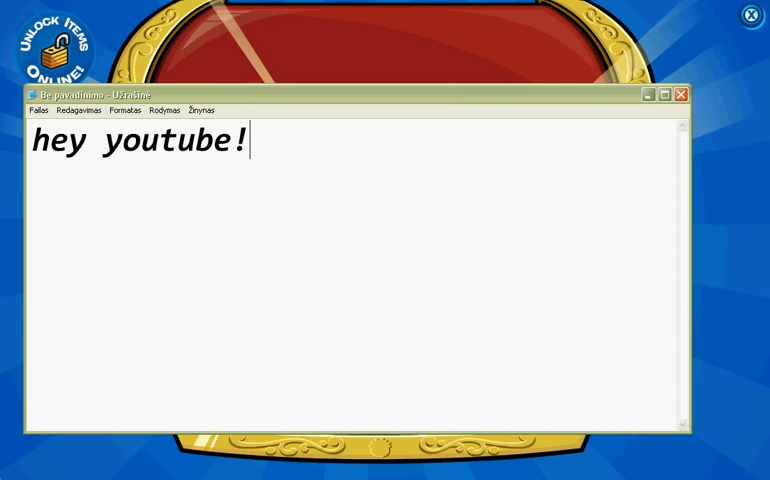 UNLOCK ITEMS
ONLINE!
Be pavadinimo - Užrašinė
Failas Redagavimas Formatas Rodymas Žinynas
hey youtube!